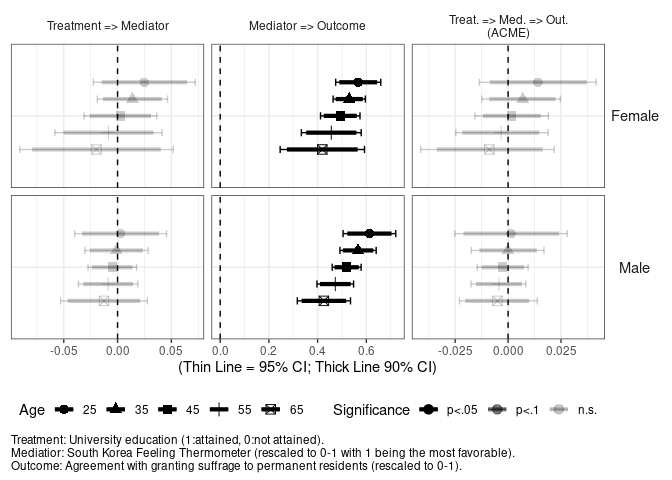 Treatment => Mediator
Mediator => Outcome
Treat. => Med. => Out.
(ACME)
Female
Male
-0.05 0.00 0.05
0.0 0.2 0.4 0.6
-0.025 0.000 0.025
(Thin Line = 95% CI; Thick Line 90% CI)
Age 25 35 45 55 65 Significance p<.05 p<.1 n.s.
Treatment: University education (1:attained, 0:not attained).
Mediatior: South Korea Feeling Thermometer (rescaled to 0-1 with 1 being the most favorable).
Outcome: Agreement with granting suffrage to permanent residents (rescaled to 0-1).